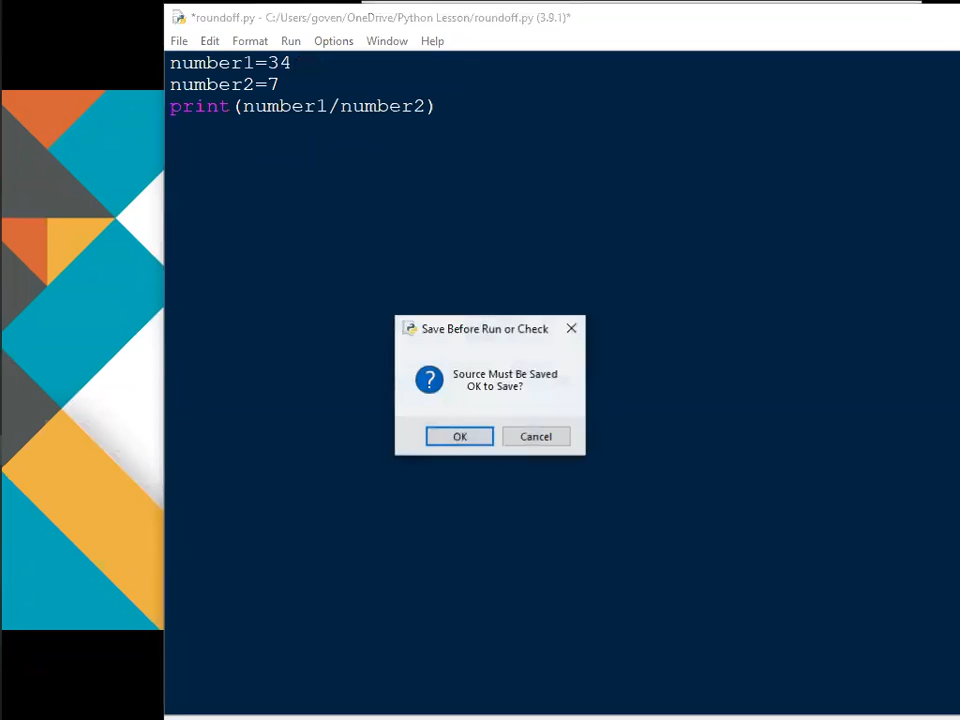 *roundoff.py - C:/Users/goven/OneDrive/Python Lesson/roundoff.py (3.9.1)*
File Edit Format Run Options Window Help
number1=34
number2=7
print(number1/number2)
Save Before Run or Check
?
Source Must Be Saved
OK to Save?
OK Cancel